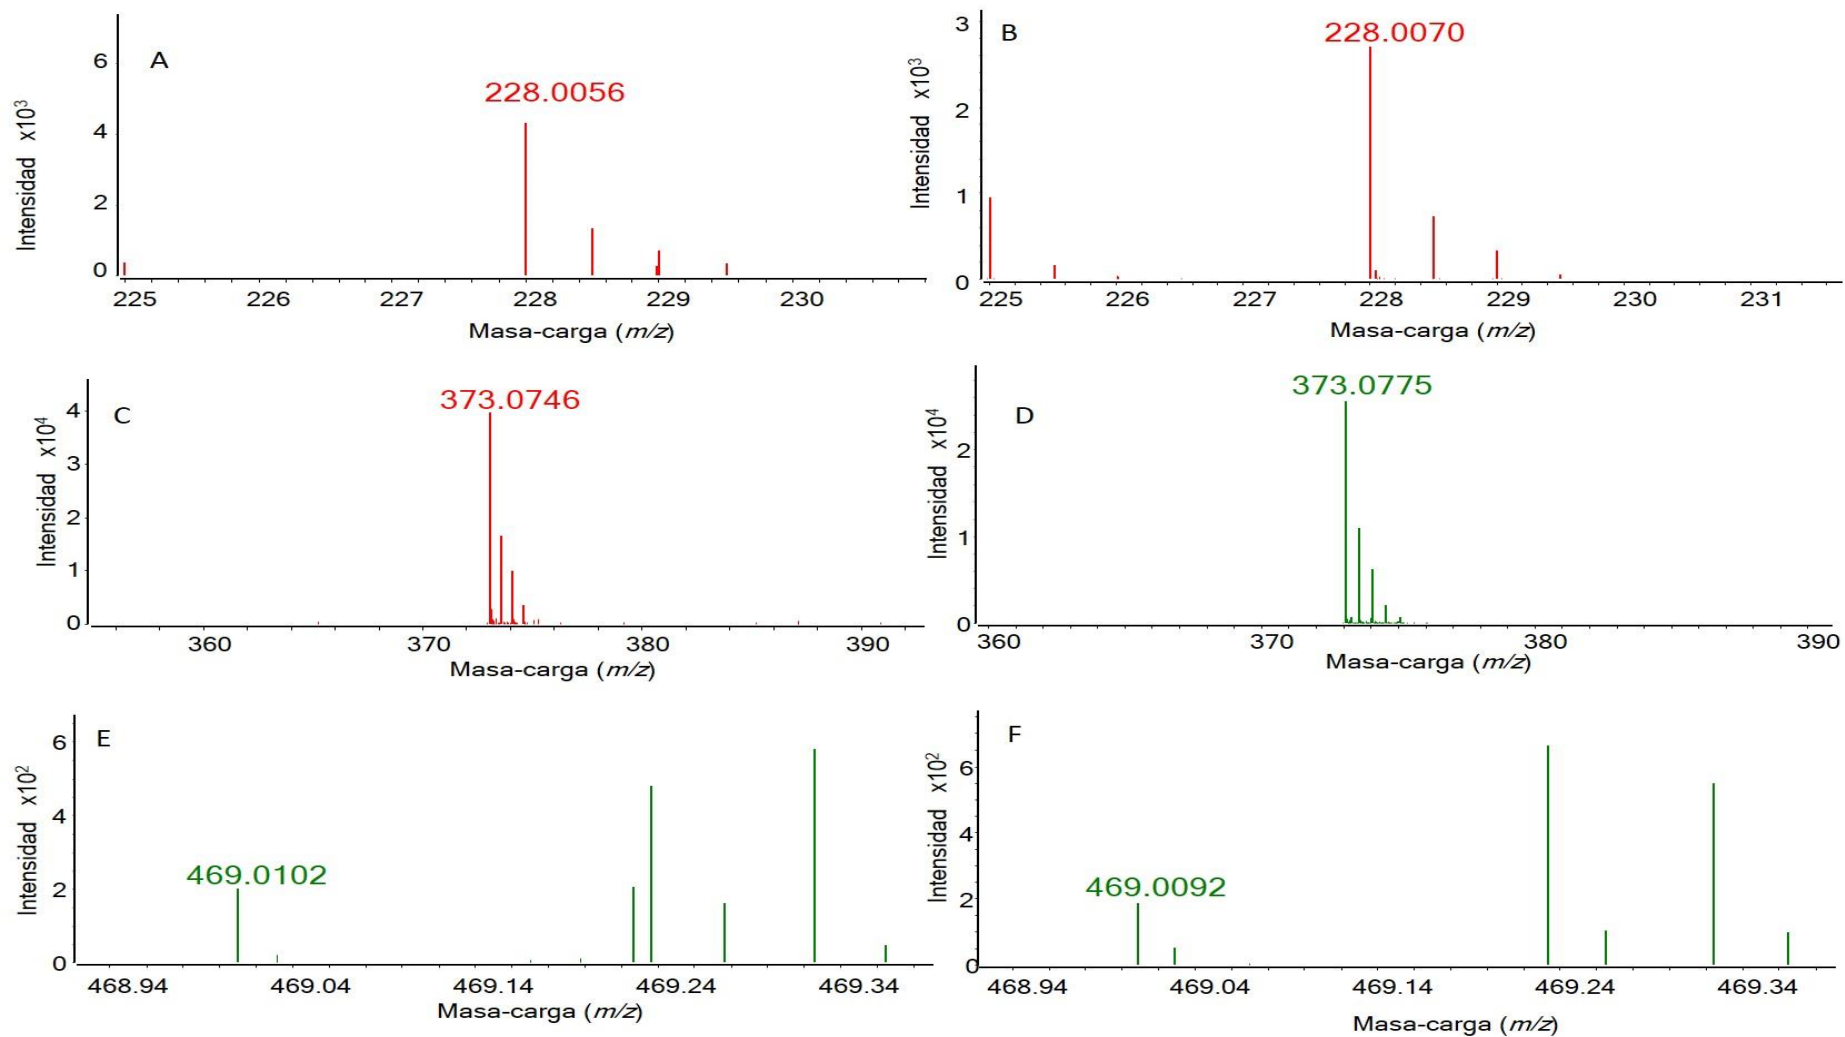 A
228.0056
Intensidad x10³
6
4
2
0
225 226 227 228 229 230
Masa-carga (m/z)
B
228.0070
Intensidad x10³
3
2
1
0
225 226 227 228 229 230 231
Masa-carga (m/z)
C
373.0746
Intensidad x10⁴
4
3
2
1
0
360 370 380 390
Masa-carga (m/z)
D
373.0775
Intensidad x10⁴
2
1
0
360 370 380 390
Masa-carga (m/z)
E
469.0102
Intensidad x10²
6
4
2
0
468.94 469.04 469.14 469.24 469.34
Masa-carga (m/z)
F
469.0092
Intensidad x10²
6
4
2
0
468.94 469.04 469.14 469.24 469.34
Masa-carga (m/z)